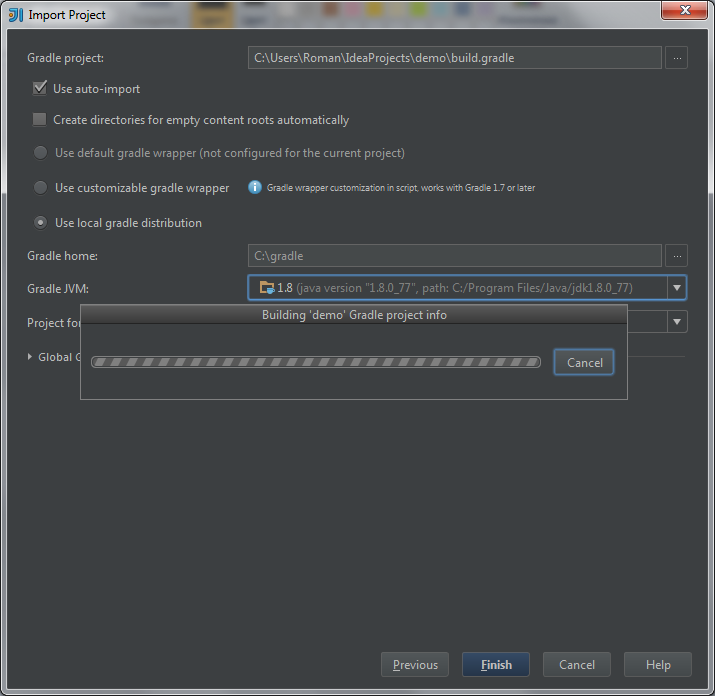 Import Project
Gradle project: C:\Users\Roman\IdeaProjects\demo\build.gradle ...
Use auto-import
Create directories for empty content roots automatically
Use default gradle wrapper (not configured for the current project)
Use customizable gradle wrapper Gradle wrapper customization in script, works with Gradle 1.7 or later
Use local gradle distribution
Gradle home: C:\gradle ...
Gradle JVM: 1.8 (java version "1.8.0_77", path: C:/Program Files/Java/jdk1.8.0_77)
Building 'demo' Gradle project info
Project
Global
Cancel
Previous Finish Cancel Help